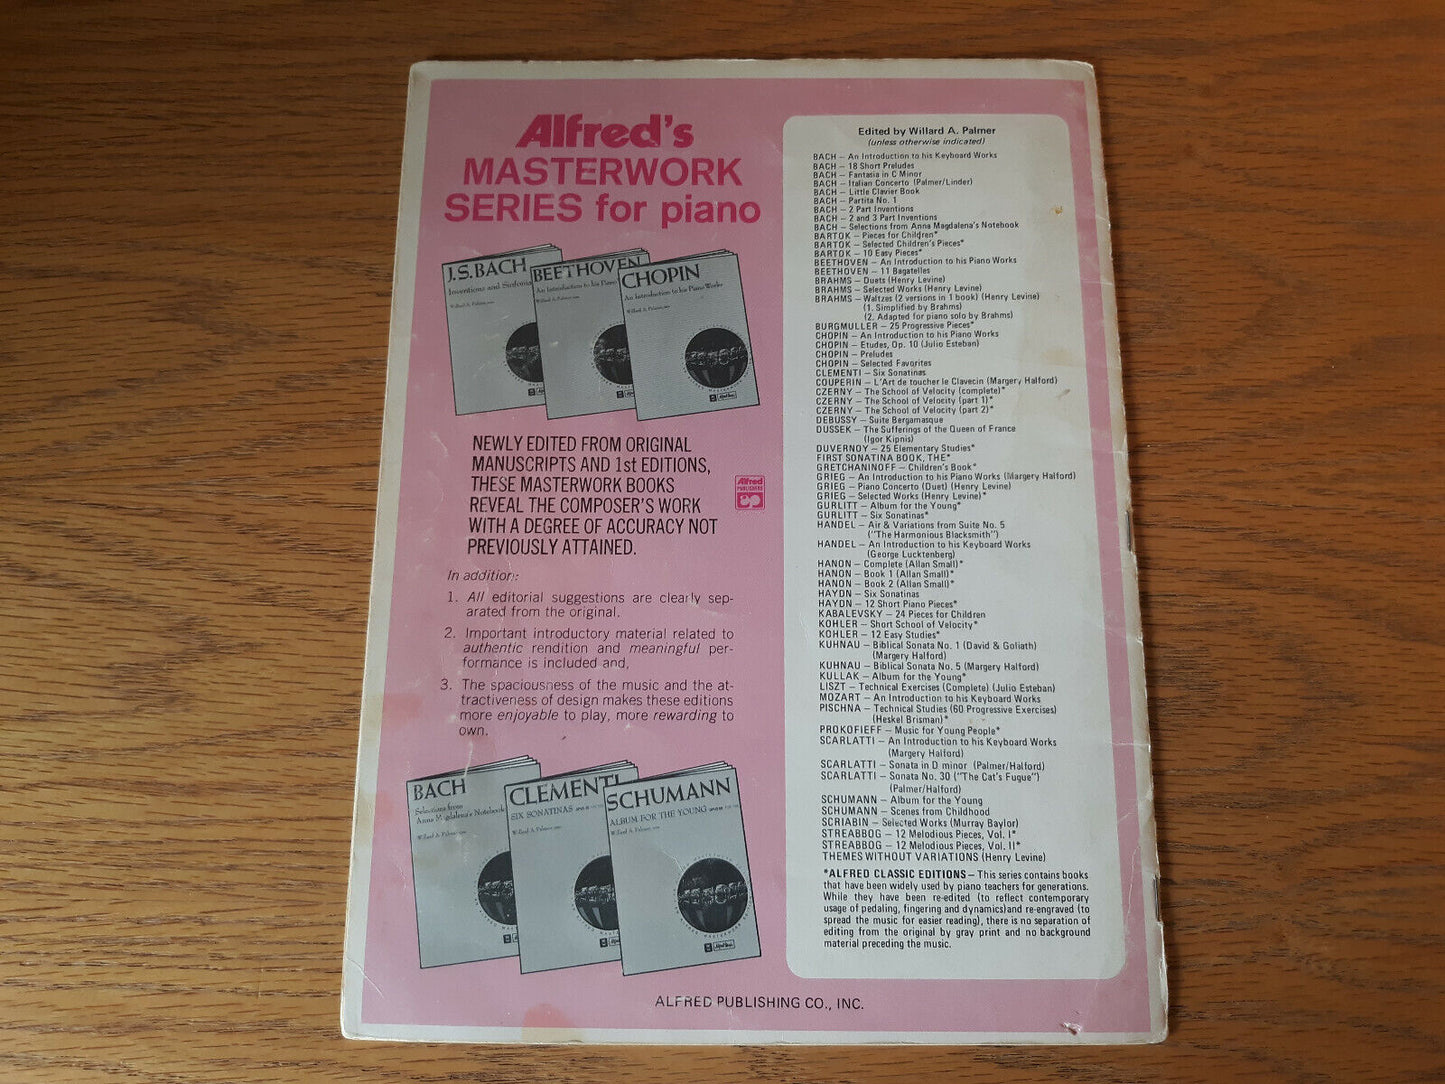 Alfred's
MASTERWORK
SERIES for piano
J.S. BACH
Inventions and Sinfonia
Willard A. Palmer
BEETHOVEN
An Introduction to his Piano
Willard A. Palmer
CHOPIN
An Introduction to his Piano Works
Willard A. Palmer
NEWLY EDITED FROM ORIGINAL
MANUSCRIPTS AND 1st EDITIONS,
THESE MASTERWORK BOOKS
REVEAL THE COMPOSER'S WORK
WITH A DEGREE OF ACCURACY NOT
PREVIOUSLY ATTAINED.
Alfred
PUBLISHERS
In addition:
1. All editorial suggestions are clearly sep-
arated from the original.
2. Important introductory material related to
authentic rendition and meaningful per-
formance is included and,
3. The spaciousness of the music and the at-
tractiveness of design makes these editions
more enjoyable to play, more rewarding to
own.
BACH
Selections from
Anna Magdalena's Notebook
Willard A. Palmer
CLEMENTI
SIX SONATINAS
Willard A. Palmer
SCHUMANN
ALBUM FOR THE YOUNG
Willard A. Palmer
Edited by Willard A. Palmer
(unless otherwise indicated)
BACH – An Introduction to his Keyboard Works
BACH – 18 Short Preludes
BACH – Fantasia in C Minor
BACH – Italian Concerto (Palmer/Linder)
BACH – Little Clavier Book
BACH – Partita No. 1
BACH – 2 Part Inventions
BACH – 2 and 3 Part Inventions
BACH – Selections from Anna Magdalena's Notebook
BARTOK – Pieces for Children*
BARTOK – Selected Children's Pieces*
BARTOK – 10 Easy Pieces*
BEETHOVEN – An Introduction to his Piano Works
BEETHOVEN – 11 Bagatelles
BRAHMS – Duets (Henry Levine)
BRAHMS – Selected Works (Henry Levine)
BRAHMS – Waltzes (2 versions in 1 book) (Henry Levine)
(1. Simplified by Brahms)
(2. Adapted for piano solo by Brahms)
BURGMULLER – 25 Progressive Pieces*
CHOPIN – An Introduction to his Piano Works
CHOPIN – Etudes, Op. 10 (Julio Esteban)
CHOPIN – Preludes
CHOPIN – Selected Favorites
CLEMENTI – Six Sonatinas
COUPERIN – L'Art de toucher le Clavecin (Margery Halford)
CZERNY – The School of Velocity (complete)*
CZERNY – The School of Velocity (part 1)*
CZERNY – The School of Velocity (part 2)*
DEBUSSY – Suite Bergamasque
DUSSEK – The Sufferings of the Queen of France
(Igor Kipnis)
DUVERNOY – 25 Elementary Studies*
FIRST SONATINA BOOK, THE*
GRETCHANINOFF – Children's Book*
GRIEG – An Introduction to his Piano Works (Margery Halford)
GRIEG – Piano Concerto (Duet) (Henry Levine)
GRIEG – Selected Works (Henry Levine)*
GURLITT – Album for the Young*
GURLITT – Six Sonatinas*
HANDEL – Air & Variations from Suite No. 5
("The Harmonious Blacksmith")
HANDEL – An Introduction to his Keyboard Works
(George Lucktenberg)
HANON – Complete (Allan Small)*
HANON – Book 1 (Allan Small)*
HANON – Book 2 (Allan Small)*
HAYDN – Six Sonatinas
HAYDN – 12 Short Piano Pieces*
KABALEVSKY – 24 Pieces for Children
KOHLER – Short School of Velocity*
KOHLER – 12 Easy Studies*
KUHNAU – Biblical Sonata No. 1 (David & Goliath)
(Margery Halford)
KUHNAU – Biblical Sonata No. 5 (Margery Halford)
KULLAK – Album for the Young*
LISZT – Technical Exercises (Complete) (Julio Esteban)
MOZART – An Introduction to his Keyboard Works
PISCHNA – Technical Studies (60 Progressive Exercises)
(Heskel Brisman)*
PROKOFIEFF – Music for Young People*
SCARLATTI – An Introduction to his Keyboard Works
(Margery Halford)
SCARLATTI – Sonata in D minor (Palmer/Halford)
SCARLATTI – Sonata No. 30 ("The Cat's Fugue")
(Palmer/Halford)
SCHUMANN – Album for the Young
SCHUMANN – Scenes from Childhood
SCRIABIN – Selected Works (Murray Baylor)
STREABBOG – 12 Melodious Pieces, Vol. I*
STREABBOG – 12 Melodious Pieces, Vol. II*
THEMES WITHOUT VARIATIONS (Henry Levine)
*ALFRED CLASSIC EDITIONS – This series contains books
that have been widely used by piano teachers for generations.
While they have been re-edited (to reflect contemporary
usage of pedaling, fingering and dynamics) and re-engraved (to
spread the music for easier reading), there is no separation of
editing from the original by gray print and no background
material preceding the music.
ALFRED PUBLISHING CO., INC.